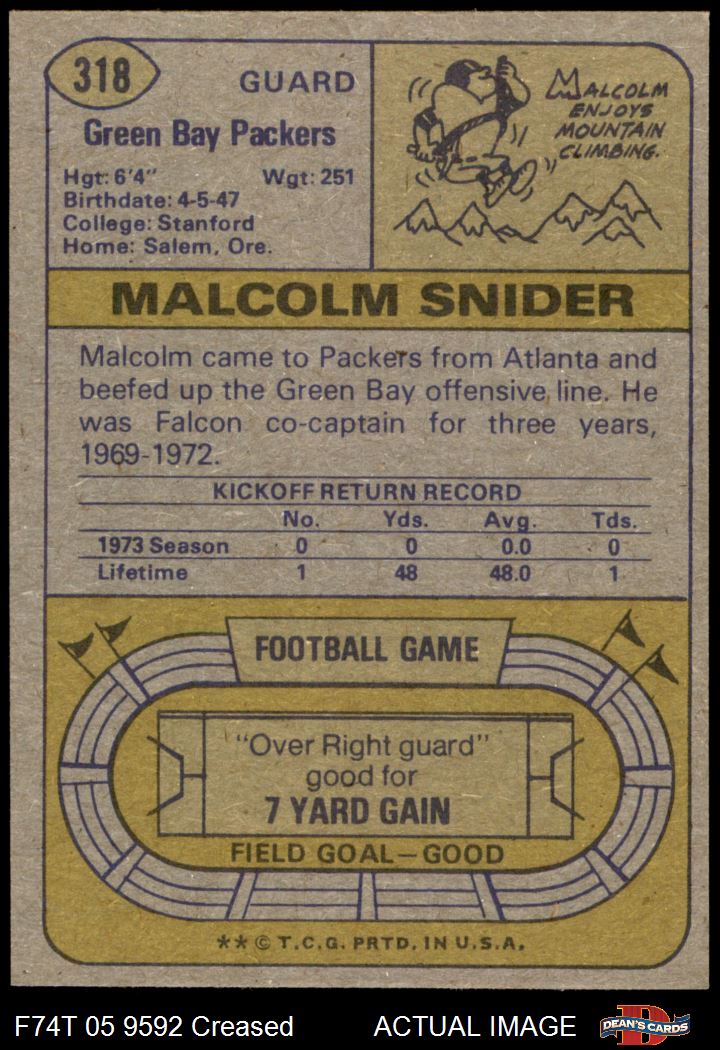 318
GUARD
Green Bay Packers
Hgt: 6'4" Wgt: 251
Birthdate: 4-5-47
College: Stanford
Home: Salem, Ore.
MALCOLM
ENJOYS
MOUNTAIN
CLIMBING.
MALCOLM SNIDER
Malcolm came to Packers from Atlanta and
beefed up the Green Bay offensive line. He
was Falcon co-captain for three years,
1969-1972.
KICKOFF RETURN RECORD
No. Yds. Avg. Tds.
1973 Season 0 0 0.0 0
Lifetime 1 48 48.0 1
FOOTBALL GAME
"Over Right guard"
good for
7 YARD GAIN
FIELD GOAL—GOOD
** © T.C.G. PRTD. IN U.S.A.
F74T 05 9592 Creased ACTUAL IMAGE
D
DEAN'S CARDS